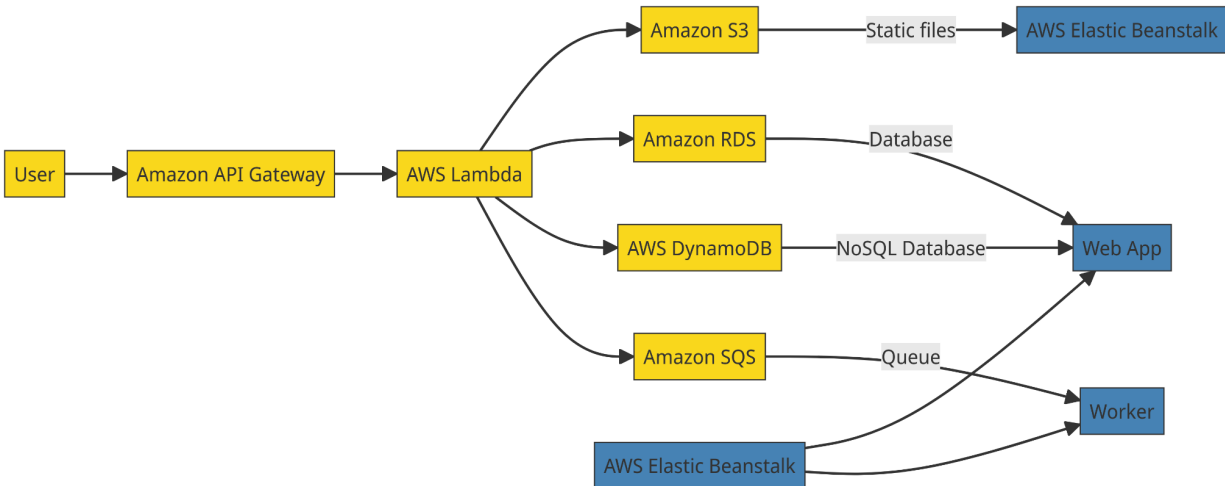 Amazon S3
Static files
AWS Elastic Beanstalk
Amazon RDS
Database
User
Amazon API Gateway
AWS Lambda
AWS DynamoDB
NoSQL Database
Web App
Amazon SQS
Queue
Worker
AWS Elastic Beanstalk